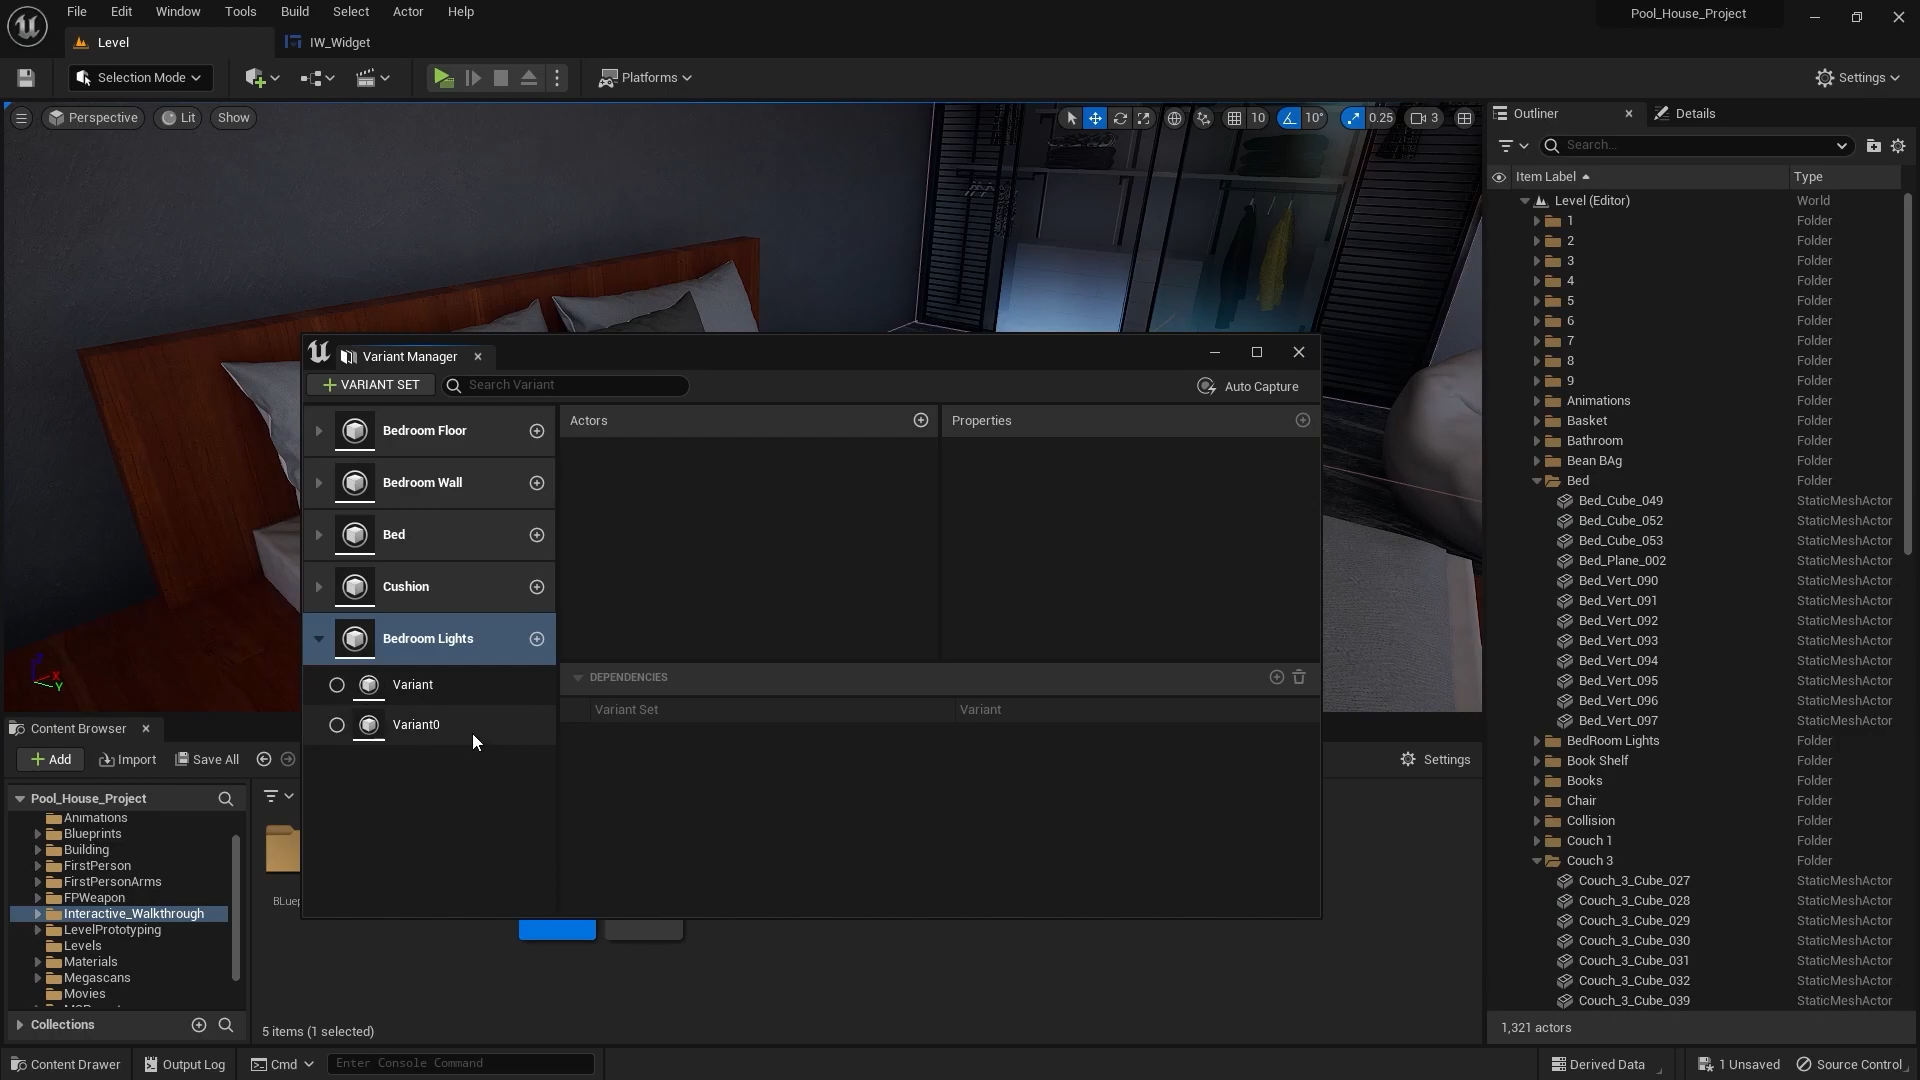 File Edit Window Tools Build Select Actor Help
Pool_House_Project
Level IW_Widget
Selection Mode Platforms Settings
Perspective Lit Show 10 10° 0.25 3
Outliner Details
Search...
Item Label Type
Level (Editor) World
1 Folder
2 Folder
3 Folder
4 Folder
5 Folder
6 Folder
7 Folder
8 Folder
9 Folder
Animations Folder
Basket Folder
Bathroom Folder
Bean BAg Folder
Bed Folder
Bed_Cube_049 StaticMeshActor
Bed_Cube_052 StaticMeshActor
Bed_Cube_053 StaticMeshActor
Bed_Plane_002 StaticMeshActor
Bed_Vert_090 StaticMeshActor
Bed_Vert_091 StaticMeshActor
Bed_Vert_092 StaticMeshActor
Bed_Vert_093 StaticMeshActor
Bed_Vert_094 StaticMeshActor
Bed_Vert_095 StaticMeshActor
Bed_Vert_096 StaticMeshActor
Bed_Vert_097 StaticMeshActor
BedRoom Lights Folder
Book Shelf Folder
Books Folder
Chair Folder
Collision Folder
Couch 1 Folder
Couch 3 Folder
Couch_3_Cube_027 StaticMeshActor
Couch_3_Cube_028 StaticMeshActor
Couch_3_Cube_029 StaticMeshActor
Couch_3_Cube_030 StaticMeshActor
Couch_3_Cube_031 StaticMeshActor
Couch_3_Cube_032 StaticMeshActor
Couch_3_Cube_039 StaticMeshActor
1,321 actors
Variant Manager
VARIANT SET Search Variant Auto Capture
Actors Properties
Bedroom Floor
Bedroom Wall
Bed
Cushion
Bedroom Lights
Variant
Variant0
DEPENDENCIES
Variant Set Variant
X
Y
Content Browser
Add Import Save All Settings
Pool_House_Project
Animations
Blueprints
Building
FirstPerson
FirstPersonArms
FPWeapon
Interactive_Walkthrough
LevelPrototyping
Levels
Materials
Megascans
Movies
Collections
BLuep
5 items (1 selected)
Content Drawer Output Log Cmd Enter Console Command Derived Data 1 Unsaved Source Control